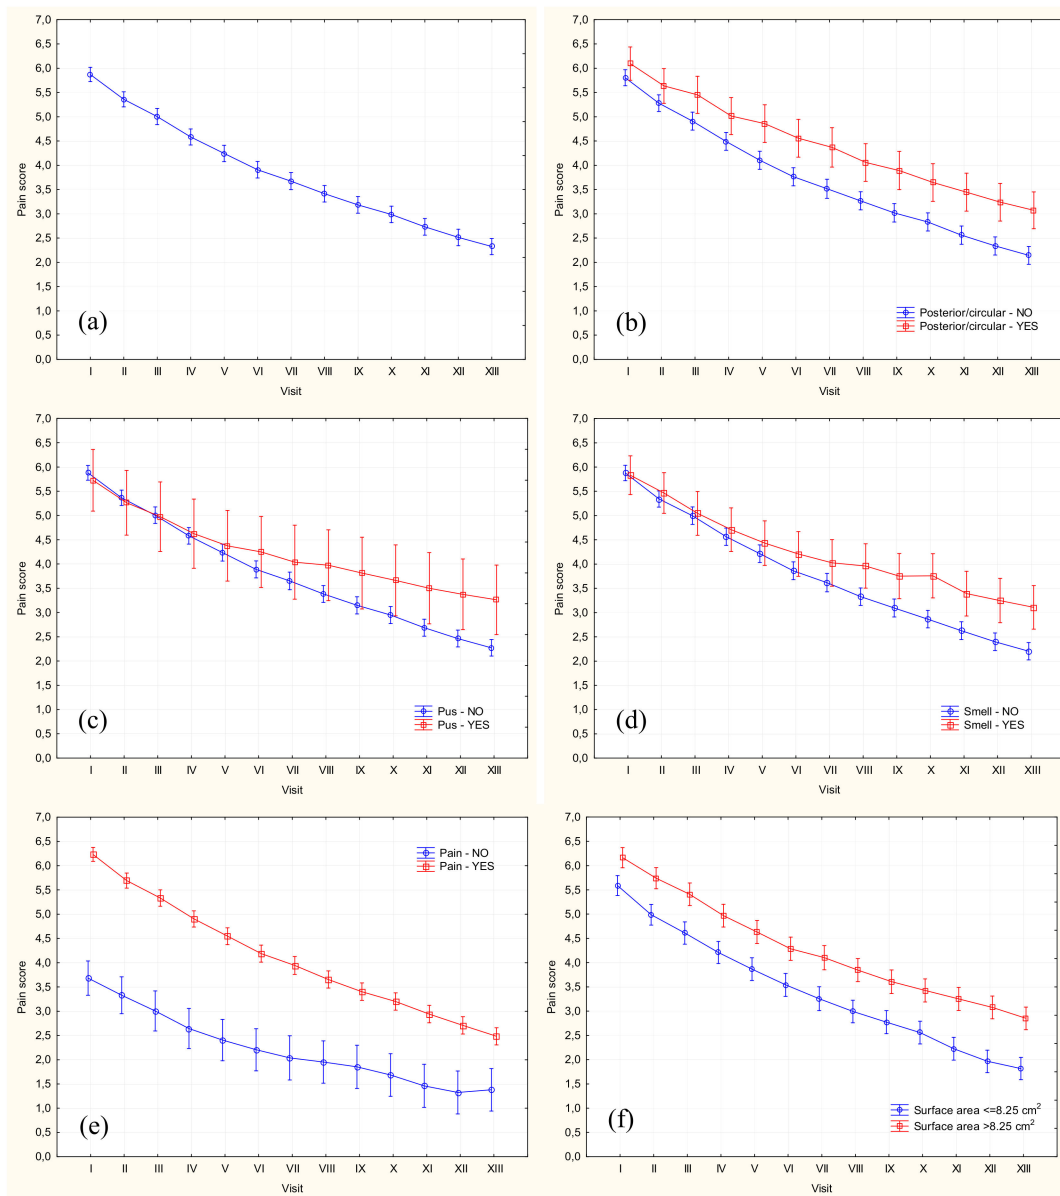 7,0
6,5
6,0
5,5
5,0
4,5
4,0
3,5
3,0
2,5
2,0
1,5
1,0
0,5
0,0
Pain score
(a)
I II III IV V VI VII VIII IX X XI XII XIII
Visit
7,0
6,5
6,0
5,5
5,0
4,5
4,0
3,5
3,0
2,5
2,0
1,5
1,0
0,5
0,0
Pain score
(b)
Posterior/circular - NO
Posterior/circular - YES
I II III IV V VI VII VIII IX X XI XII XIII
Visit
7,0
6,5
6,0
5,5
5,0
4,5
4,0
3,5
3,0
2,5
2,0
1,5
1,0
0,5
0,0
Pain score
(c)
Pus - NO
Pus - YES
I II III IV V VI VII VIII IX X XI XII XIII
Visit
7,0
6,5
6,0
5,5
5,0
4,5
4,0
3,5
3,0
2,5
2,0
1,5
1,0
0,5
0,0
Pain score
(d)
Smell - NO
Smell - YES
I II III IV V VI VII VIII IX X XI XII XIII
Visit
7,0
6,5
6,0
5,5
5,0
4,5
4,0
3,5
3,0
2,5
2,0
1,5
1,0
0,5
0,0
Pain score
Pain - NO
Pain - YES
(e)
I II III IV V VI VII VIII IX X XI XII XIII
Visit
7,0
6,5
6,0
5,5
5,0
4,5
4,0
3,5
3,0
2,5
2,0
1,5
1,0
0,5
0,0
Pain score
(f)
Surface area <=8.25 cm²
Surface area >8.25 cm²
I II III IV V VI VII VIII IX X XI XII XIII
Visit